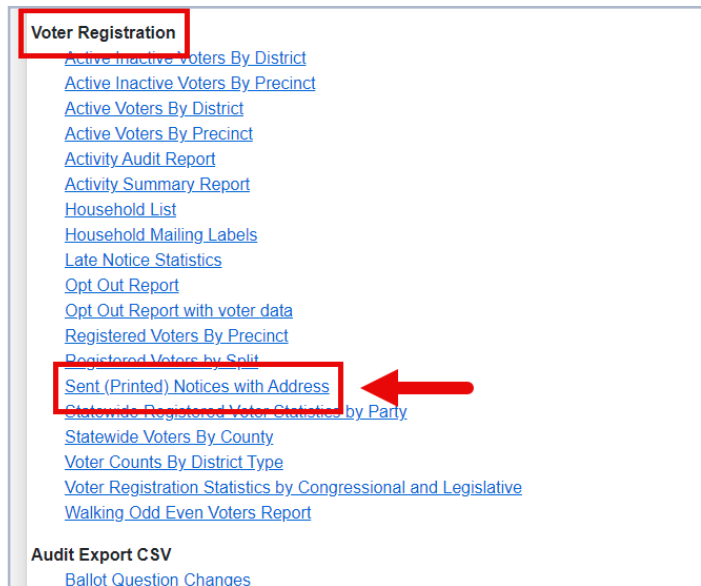 Voter Registration
Active Inactive Voters By District
Active Inactive Voters By Precinct
Active Voters By District
Active Voters By Precinct
Activity Audit Report
Activity Summary Report
Household List
Household Mailing Labels
Late Notice Statistics
Opt Out Report
Opt Out Report with voter data
Registered Voters By Precinct
Registered Voters by Split
Sent (Printed) Notices with Address
Statewide Registered Voter Statistics by Party
Statewide Voters By County
Voter Counts By District Type
Voter Registration Statistics by Congressional and Legislative
Walking Odd Even Voters Report
Audit Export CSV
Ballot Question Changes